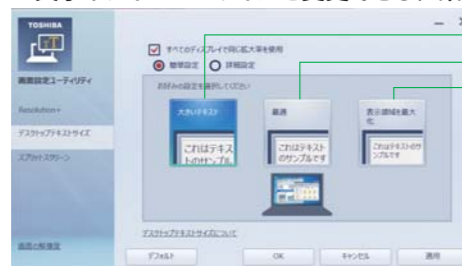 TOSHIBA
画面設定ユーティリティ
Resolution+
デスクトップテキストサイズ
スプリットスクリーン
画面の解像度
すべてのディスプレイで同じ拡大率を使用
簡単設定
詳細設定
お好みの設定を選択してください
大きいテキスト
最適
表示領域を最大化
これはテキストのサンプル
これはテキストのサンプルです
これはテキストのサンプルです
デスクトップテキストサイズについて
デフォルト
OK
キャンセル
適用